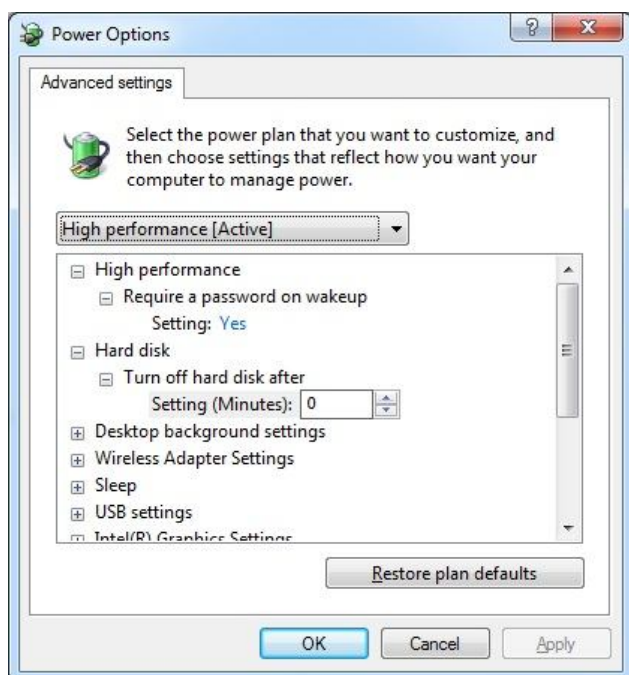 Power Options
Advanced settings
Select the power plan that you want to customize, and
then choose settings that reflect how you want your
computer to manage power.
High performance [Active]
High performance
Require a password on wakeup
Setting: Yes
Hard disk
Turn off hard disk after
Setting (Minutes): 0
Desktop background settings
Wireless Adapter Settings
Sleep
USB settings
Intel(R) Graphics Settings
Restore plan defaults
OK Cancel Apply